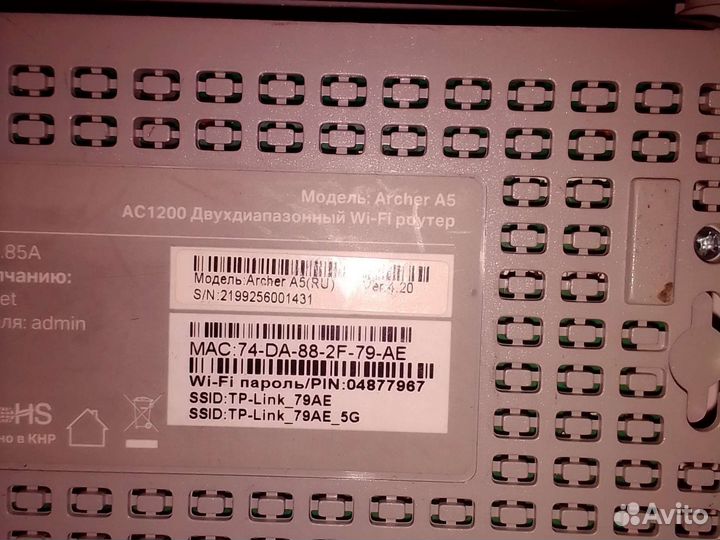 Модель: Archer A5
AC1200 Двухдиапазонный Wi-Fi роутер
.85A
лчанию:
et
еля: admin
Модель:Archer A5(RU) Ver:4.20
S/N:2199256001431
MAC:74-DA-88-2F-79-AE
Wi-Fi пароль/PIN:04877967
SSID:TP-Link_79AE
SSID:TP-Link_79AE_5G
HS
но в КНР
Avito